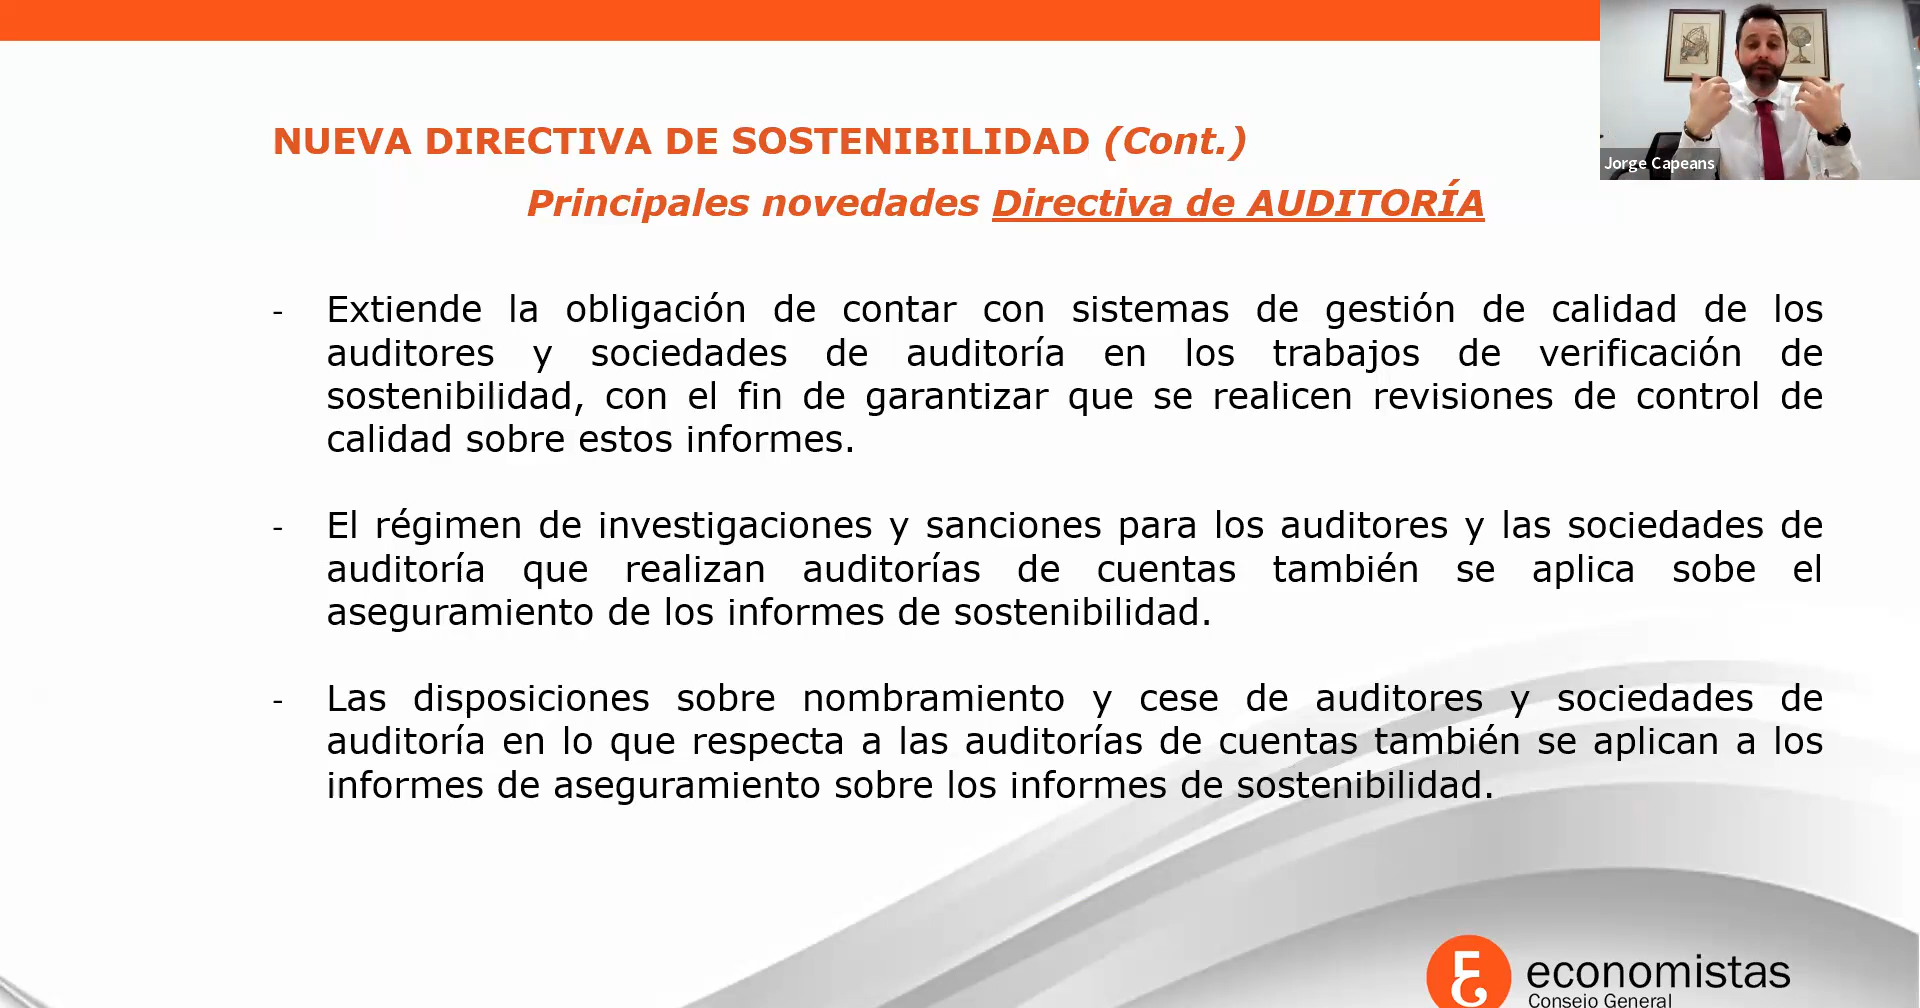 NUEVA DIRECTIVA DE SOSTENIBILIDAD (Cont.)
Principales novedades Directiva de AUDITORÍA
- Extiende la obligación de contar con sistemas de gestión de calidad de los
auditores y sociedades de auditoría en los trabajos de verificación de
sostenibilidad, con el fin de garantizar que se realicen revisiones de control de
calidad sobre estos informes.
- El régimen de investigaciones y sanciones para los auditores y las sociedades de
auditoría que realizan auditorías de cuentas también se aplica sobe el
aseguramiento de los informes de sostenibilidad.
- Las disposiciones sobre nombramiento y cese de auditores y sociedades de
auditoría en lo que respecta a las auditorías de cuentas también se aplican a los
informes de aseguramiento sobre los informes de sostenibilidad.
Jorge Capeans
economistas
Consejo General